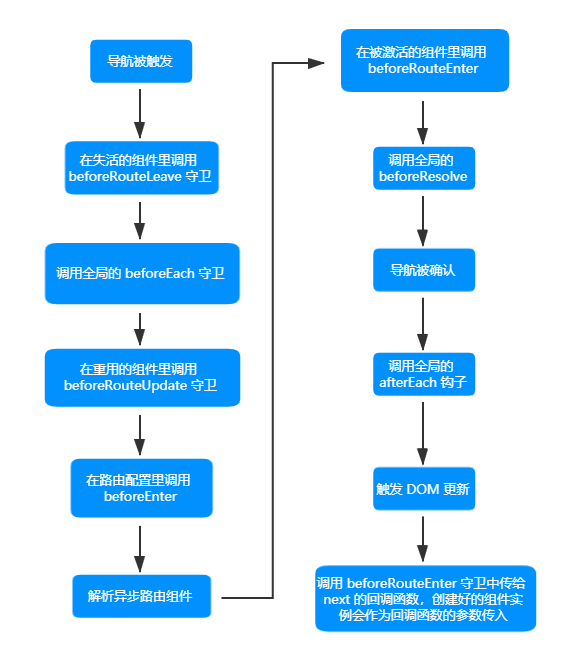 导航被触发
在失活的组件里调用
beforeRouteLeave 守卫
调用全局的 beforeEach 守卫
在重用的组件里调用
beforeRouteUpdate 守卫
在路由配置里调用
beforeEnter
解析异步路由组件
在被激活的组件里调用
beforeRouteEnter
调用全局的
beforeResolve
导航被确认
调用全局的
afterEach 钩子
触发 DOM 更新
调用 beforeRouteEnter 守卫中传给
next 的回调函数，创建好的组件实
例会作为回调函数的参数传入